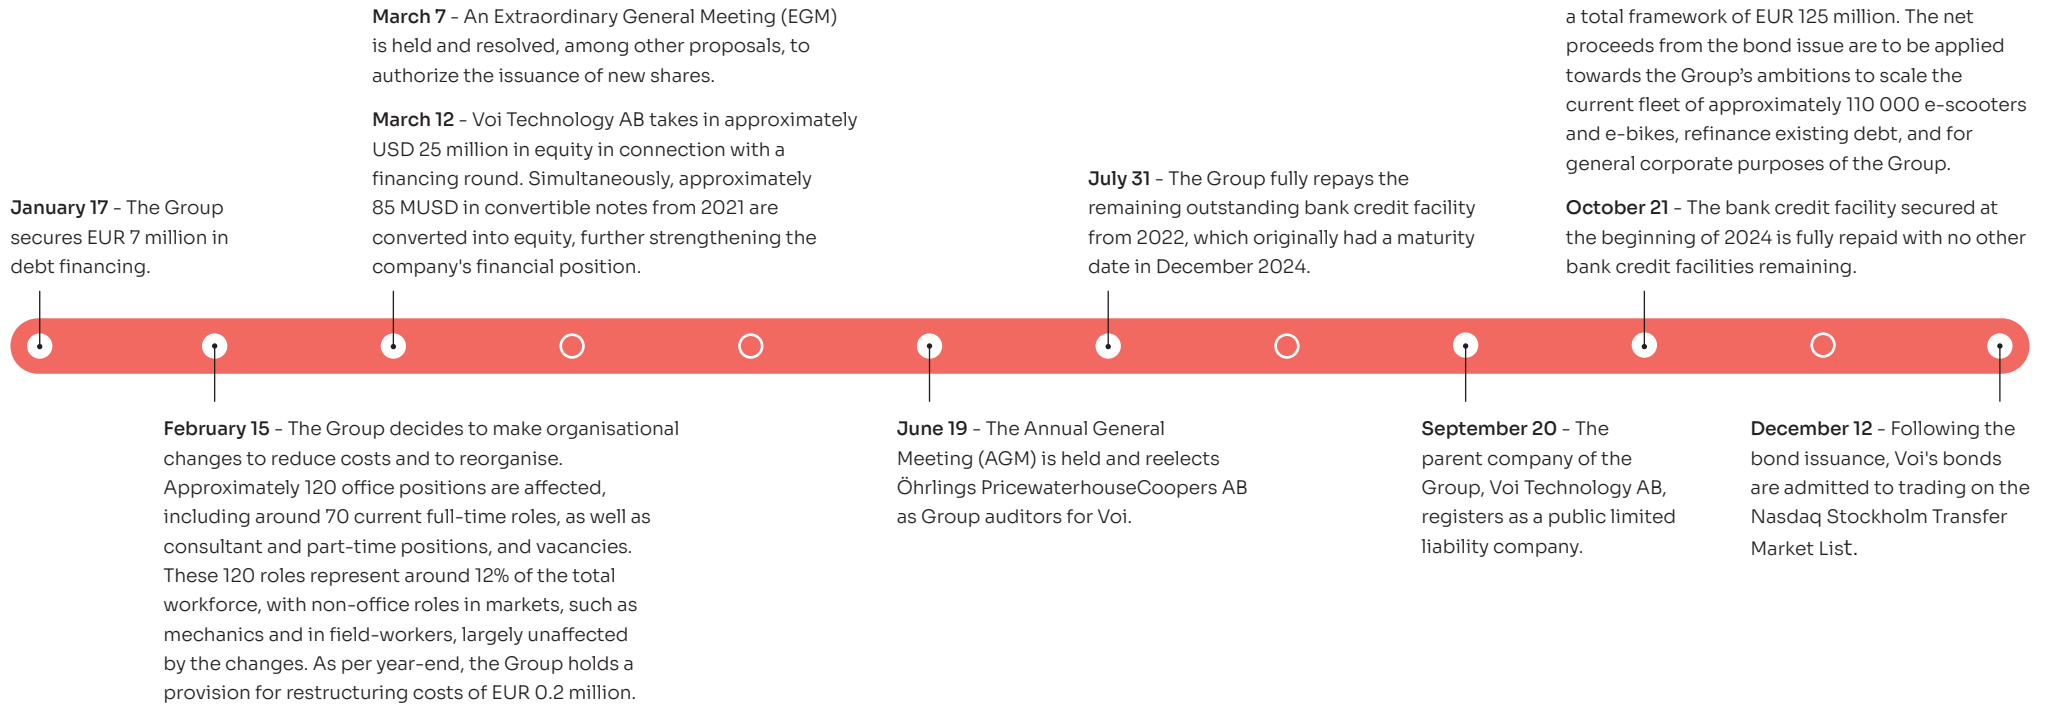 January 17 - The Group
secures EUR 7 million in
debt financing.
March 7 - An Extraordinary General Meeting (EGM)
is held and resolved, among other proposals, to
authorize the issuance of new shares.
March 12 - Voi Technology AB takes in approximately
USD 25 million in equity in connection with a
financing round. Simultaneously, approximately
85 MUSD in convertible notes from 2021 are
converted into equity, further strengthening the
company's financial position.
July 31 - The Group fully repays the
remaining outstanding bank credit facility
from 2022, which originally had a maturity
date in December 2024.
a total framework of EUR 125 million. The net
proceeds from the bond issue are to be applied
towards the Group’s ambitions to scale the
current fleet of approximately 110 000 e-scooters
and e-bikes, refinance existing debt, and for
general corporate purposes of the Group.
October 21 - The bank credit facility secured at
the beginning of 2024 is fully repaid with no other
bank credit facilities remaining.
February 15 - The Group decides to make organisational
changes to reduce costs and to reorganise.
Approximately 120 office positions are affected,
including around 70 current full-time roles, as well as
consultant and part-time positions, and vacancies.
These 120 roles represent around 12% of the total
workforce, with non-office roles in markets, such as
mechanics and in field-workers, largely unaffected
by the changes. As per year-end, the Group holds a
provision for restructuring costs of EUR 0.2 million.
June 19 - The Annual General
Meeting (AGM) is held and reelects
Öhrlings PricewaterhouseCoopers AB
as Group auditors for Voi.
September 20 - The
parent company of the
Group, Voi Technology AB,
registers as a public limited
liability company.
December 12 - Following the
bond issuance, Voi's bonds
are admitted to trading on the
Nasdaq Stockholm Transfer
Market List.